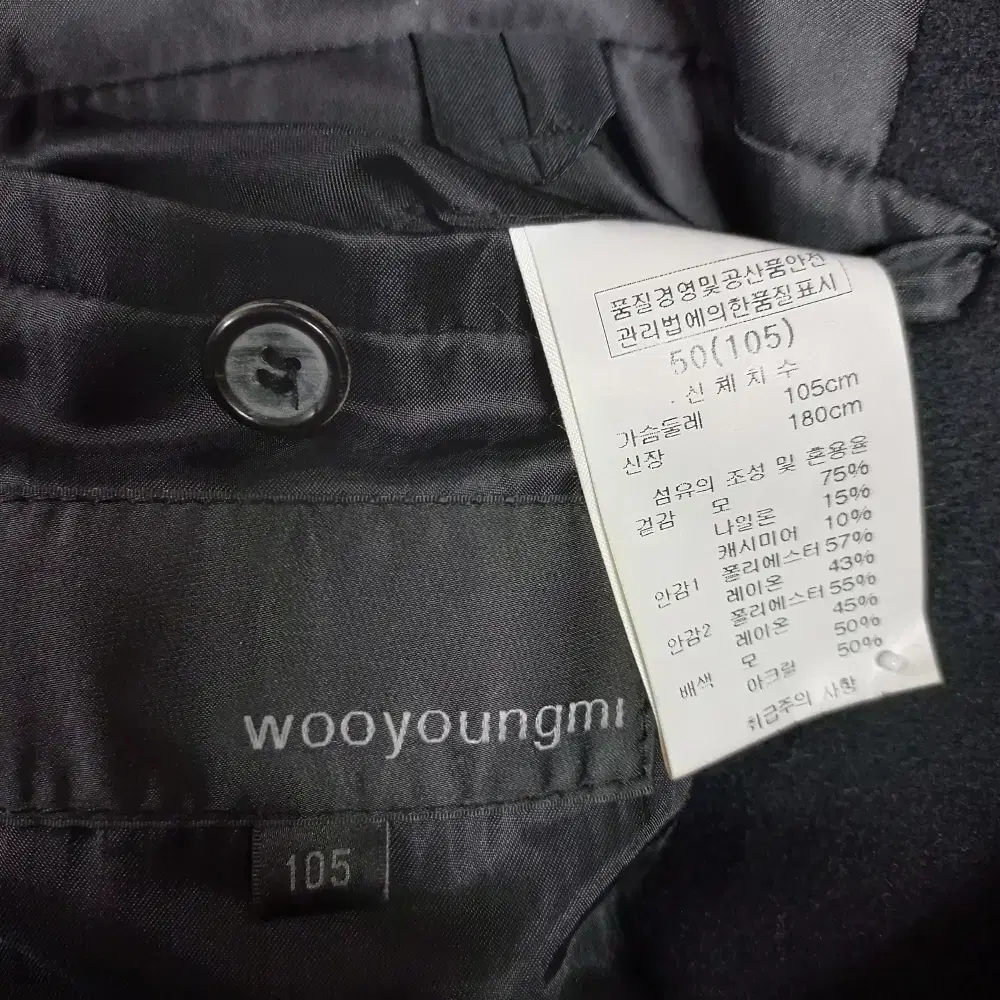 품질경영및공산품안전
관리법에의한품질표시
50(105)
신체치수
가슴둘레 105cm
신장 180cm
섬유의 조성 및 혼용율
겉감 모 75%
나일론 15%
캐시미어 10%
안감1 폴리에스터 57%
레이온 43%
안감2 폴리에스터 55%
레이온 45%
배색 모 50%
아크릴 50%
취급주의 사항
wooyoungmi
105